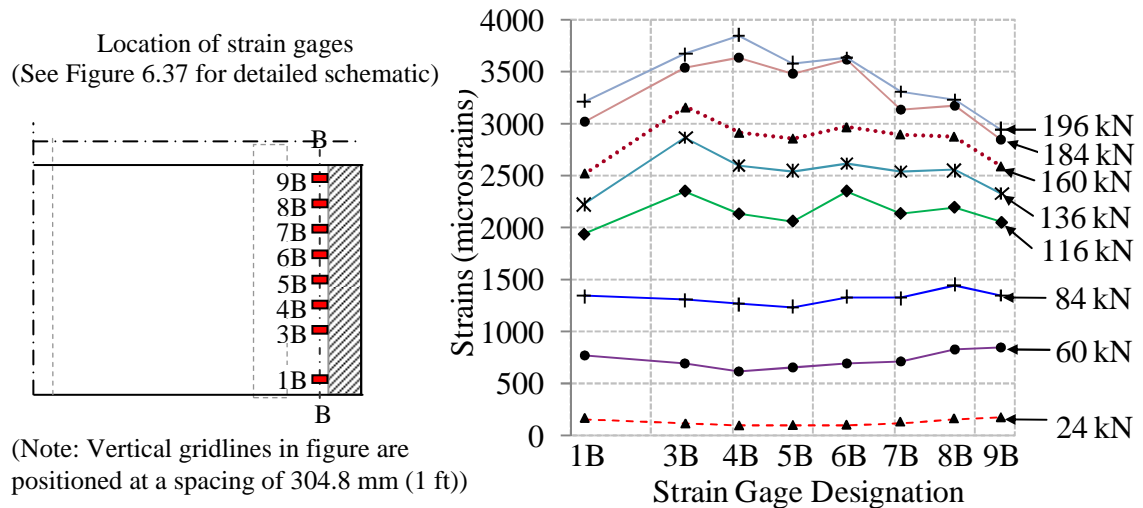 Location of strain gages
(See Figure 6.37 for detailed schematic)
B
9B
8B
7B
6B
5B
4B
3B
1B
B
(Note: Vertical gridlines in figure are
positioned at a spacing of 304.8 mm (1 ft))
Strains (microstrains)
4000
3500
3000
2500
2000
1500
1000
500
0
196 kN
184 kN
160 kN
136 kN
116 kN
84 kN
60 kN
24 kN
1B 3B 4B 5B 6B 7B 8B 9B
Strain Gage Designation